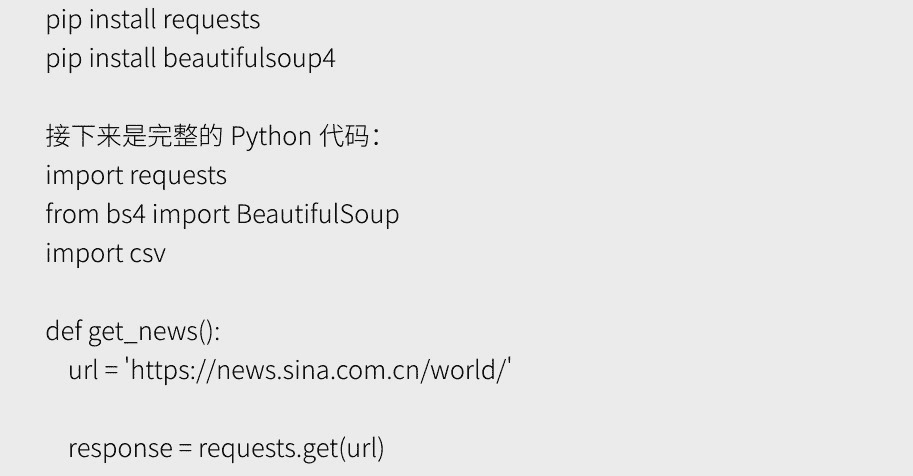 pip install requests
pip install beautifulsoup4
接下来是完整的 Python 代码：
import requests
from bs4 import BeautifulSoup
import csv
def get_news():
    url = 'https://news.sina.com.cn/world/'
    response = requests.get(url)